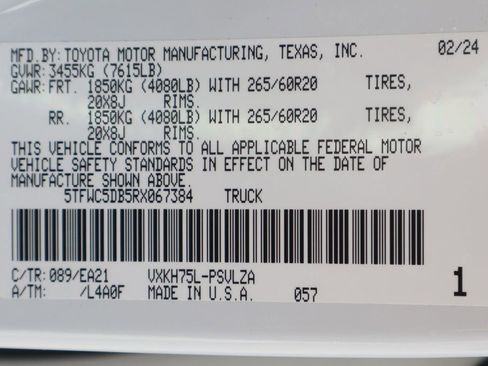 MFD.BY: TOYOTA MOTOR MANUFACTURING, TEXAS, INC. 02/24
GVWR: 3455KG (7615LB)
GAWR: FRT. 1850KG (4080LB) WITH 265/60R20 TIRES,
20X8J RIMS.
RR. 1850KG (4080LB) WITH 265/60R20 TIRES,
20X8J RIMS.
THIS VEHICLE CONFORMS TO ALL APPLICABLE FEDERAL MOTOR
VEHICLE SAFETY STANDARDS IN EFFECT ON THE DATE OF
MANUFACTURE SHOWN ABOVE.
5TFWC5DB5RX067384 TRUCK
C/TR: 089/EA21 VXKH75L-PSVLZA
A/TM: /L4A0F MADE IN U.S.A. 057 1